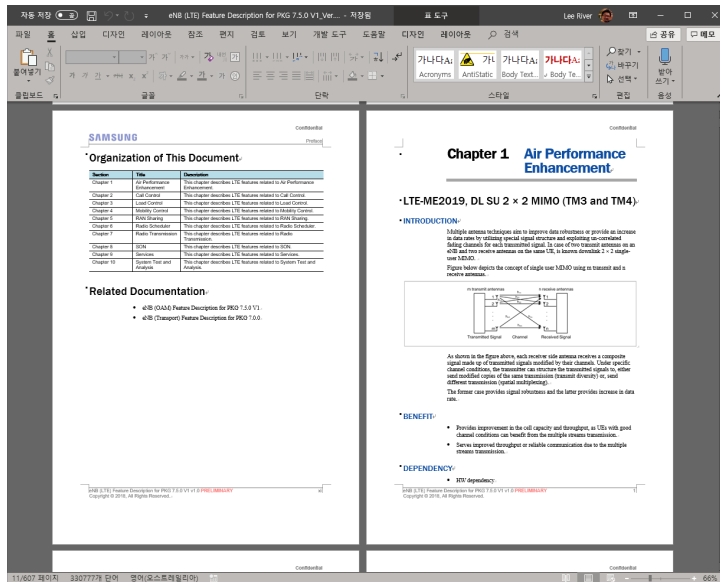 자동 저장
eNB (LTE) Feature Description for PKG 7.5.0 V1_Ver.... - 저장됨
표 도구
Lee River
파일 홈 삽입 디자인 레이아웃 참조 편지 검토 보기 개발 도구 도움말 디자인 레이아웃 검색 공유 메모
붙여넣기
가나다Aa 가나다Aa 가나다Aa
Acronyms AntiStatic Body Text... Body Te...
찾기
바꾸기
선택
받아쓰기
클립보드 글꼴 단락 스타일 편집 음성
Confidential
SAMSUNG
Preface
Organization of This Document
Section Title Description
Chapter 1 Air Performance Enhancement This chapter describes LTE features related to Air Performance Enhancement.
Chapter 2 Call Control This chapter describes LTE features related to Call Control.
Chapter 3 Load Control This chapter describes LTE features related to Load Control.
Chapter 4 Mobility Control This chapter describes LTE features related to Mobility Control.
Chapter 5 RAN Sharing This chapter describes LTE features related to RAN Sharing.
Chapter 6 Radio Scheduler This chapter describes LTE features related to Radio Scheduler.
Chapter 7 Radio Transmission This chapter describes LTE features related to Radio Transmission.
Chapter 8 SON This chapter describes LTE features related to SON.
Chapter 9 Services This chapter describes LTE features related to Services.
Chapter 10 System Test and Analysis This chapter describes LTE features related to System Test and Analysis.
Related Documentation
• eNB (OAM) Feature Description for PKG 7.5.0 V1
• eNB (Transport) Feature Description for PKG 7.0.0
eNB (LTE) Feature Description for PKG 7.5.0 V1 v1.0 PRELIMINARY
Copyright © 2018, All Rights Reserved.
Confidential
Chapter 1 Air Performance
Enhancement
LTE-ME2019, DL SU 2 × 2 MIMO (TM3 and TM4)
INTRODUCTION
Multiple antenna techniques aim to improve data robustness or provide an increase
in data rates by utilizing special signal structure and exploiting un-correlated
fading channels for each transmitted signal. In case of two transmit antennas on an
eNB and two receive antennas on the same UE, is known downlink 2 × 2 single-
user MIMO.
Figure below depicts the concept of single user MIMO using m transmit and n
receive antennas.
m transmit antennas n receive antennas
Transmitted Signal Channel Received Signal
As shown in the figure above, each receiver side antenna receives a composite
signal made up of transmitted signals modified by their channels. Under specific
channel conditions, the transmitter can structure the transmitted signals to, either
send modified copies of the same transmission (transmit diversity) or, send
different transmission (spatial multiplexing).
The former case provides signal robustness and the latter provides increase in data
rate.
BENEFIT
• Provides improvement in the cell capacity and throughput, as UEs with good
channel conditions can benefit from the multiple streams transmission.
• Serves improved throughput or reliable communication due to the multiple
streams transmission.
DEPENDENCY
• HW dependency
eNB (LTE) Feature Description for PKG 7.5.0 V1 v1.0 PRELIMINARY 1
Copyright © 2018, All Rights Reserved.
Confidential
Confidential
11/607 페이지 330777개 단어 영어(오스트레일리아) 66%